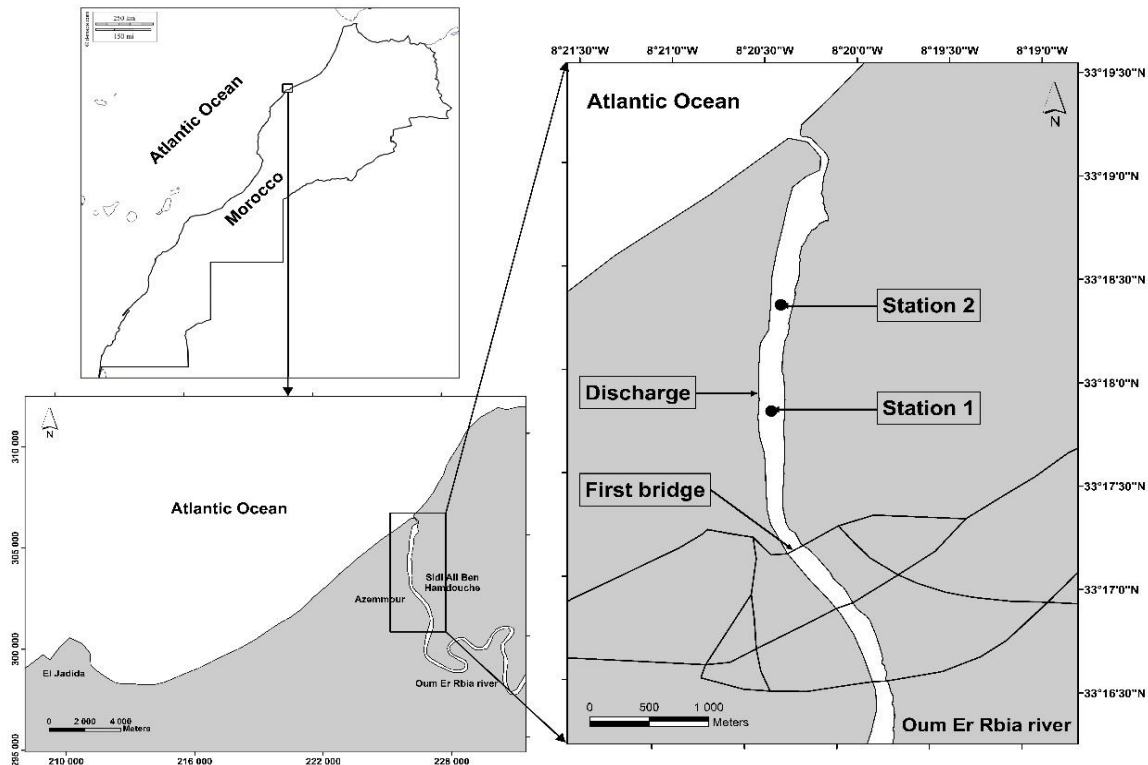 250 km
150 mi
Atlantic Ocean
Morocco
N
310 000
305 000
300 000
295 000
Atlantic Ocean
Sidi Ali Ben
Hamdouche
Azemmour
El Jadida
Oum Er Rbia river
0 2 000 4 000
Meters
210 000 216 000 222 000 228 000
8°21'30"W 8°21'0"W 8°20'30"W 8°20'0"W 8°19'30"W 8°19'0"W
Atlantic Ocean
N
33°19'30"N
33°19'0"N
33°18'30"N
Station 2
33°18'0"N
Discharge
Station 1
33°17'30"N
First bridge
33°17'0"N
33°16'30"N
0 500 1 000
Meters
Oum Er Rbia river